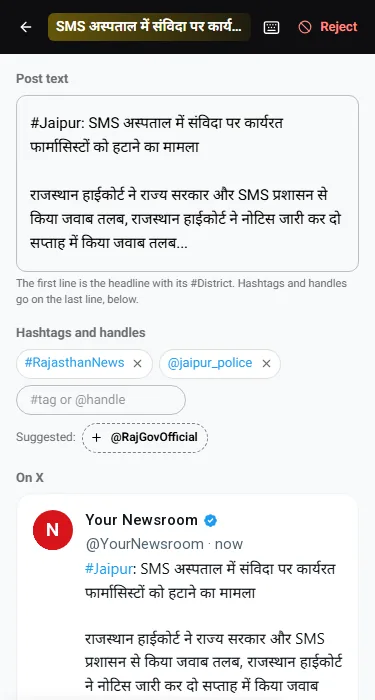 SMS अस्पताल में संविदा पर कार्य...
Reject
Post text
#Jaipur: SMS अस्पताल में संविदा पर कार्यरत
फार्मासिस्टों को हटाने का मामला
राजस्थान हाईकोर्ट ने राज्य सरकार और SMS प्रशासन से
किया जवाब तलब, राजस्थान हाईकोर्ट ने नोटिस जारी कर दो
सप्ताह में किया जवाब तलब...
The first line is the headline with its #District. Hashtags and handles
go on the last line, below.
Hashtags and handles
#RajasthanNews
@jaipur_police
#tag or @handle
Suggested: + @RajGovOfficial
On X
N
Your Newsroom
@YourNewsroom · now
#Jaipur: SMS अस्पताल में संविदा पर कार्यरत
फार्मासिस्टों को हटाने का मामला
राजस्थान हाईकोर्ट ने राज्य सरकार और SMS
प्रशासन से किया जवाब तलब, राजस्थान हाईकोर्ट
ने नोटिस जारी कर दो सप्ताह में किया जवाब